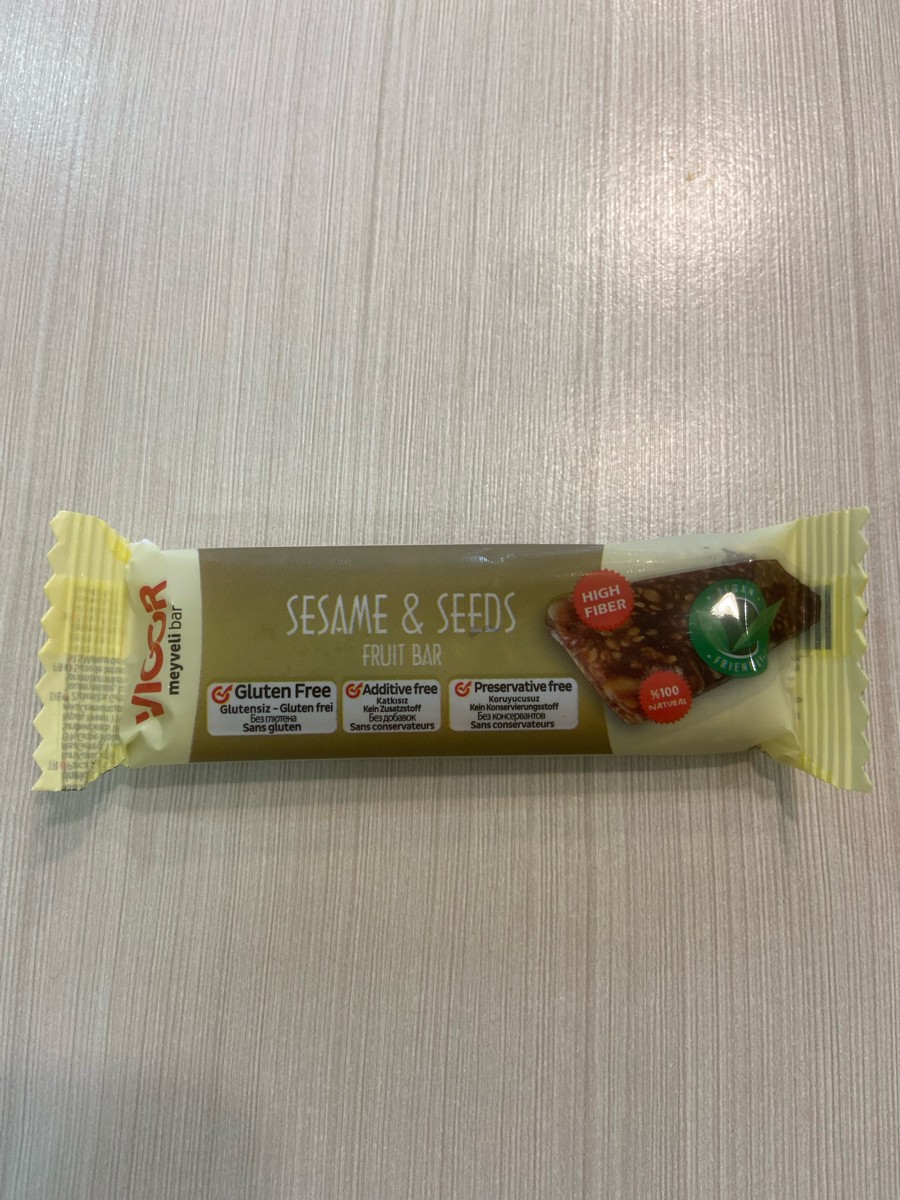 VIGOR
meyveli bar
SESAME & SEEDS
FRUIT BAR
Gluten Free
Glutensiz - Gluten frei
Без глютена
Sans gluten
Additive free
Katkısız
Kein Zusatzstoff
Без добавок
Sans conservateurs
Preservative free
Koruyucusuz
Kein Konservierungsstoff
Без консервантов
Sans conservateurs
HIGH
FIBER
VEGAN
FRIENDLY
%100
NATURAL